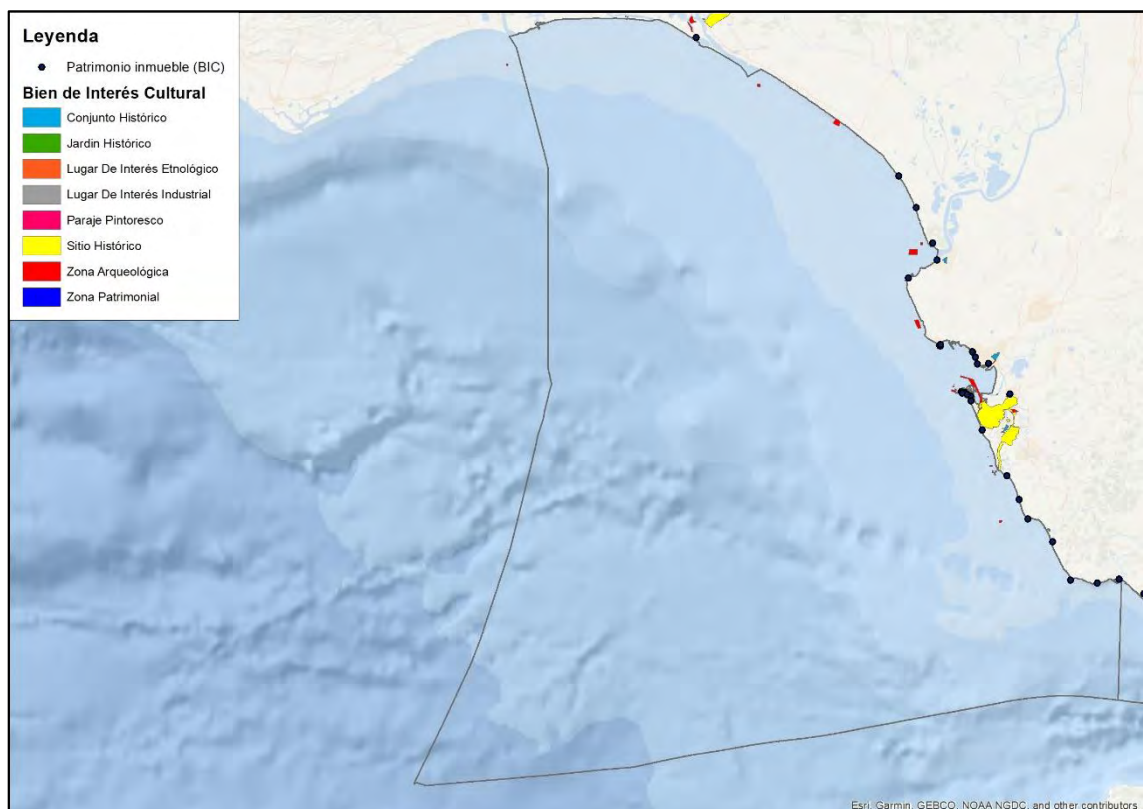 Leyenda
Patrimonio inmueble (BIC)
Bien de Interés Cultural
Conjunto Histórico
Jardín Histórico
Lugar De Interés Etnológico
Lugar De Interés Industrial
Paraje Pintoresco
Sitio Histórico
Zona Arqueológica
Zona Patrimonial
Esri, Garmin, GEBCO, NOAA NGDC, and other contributors